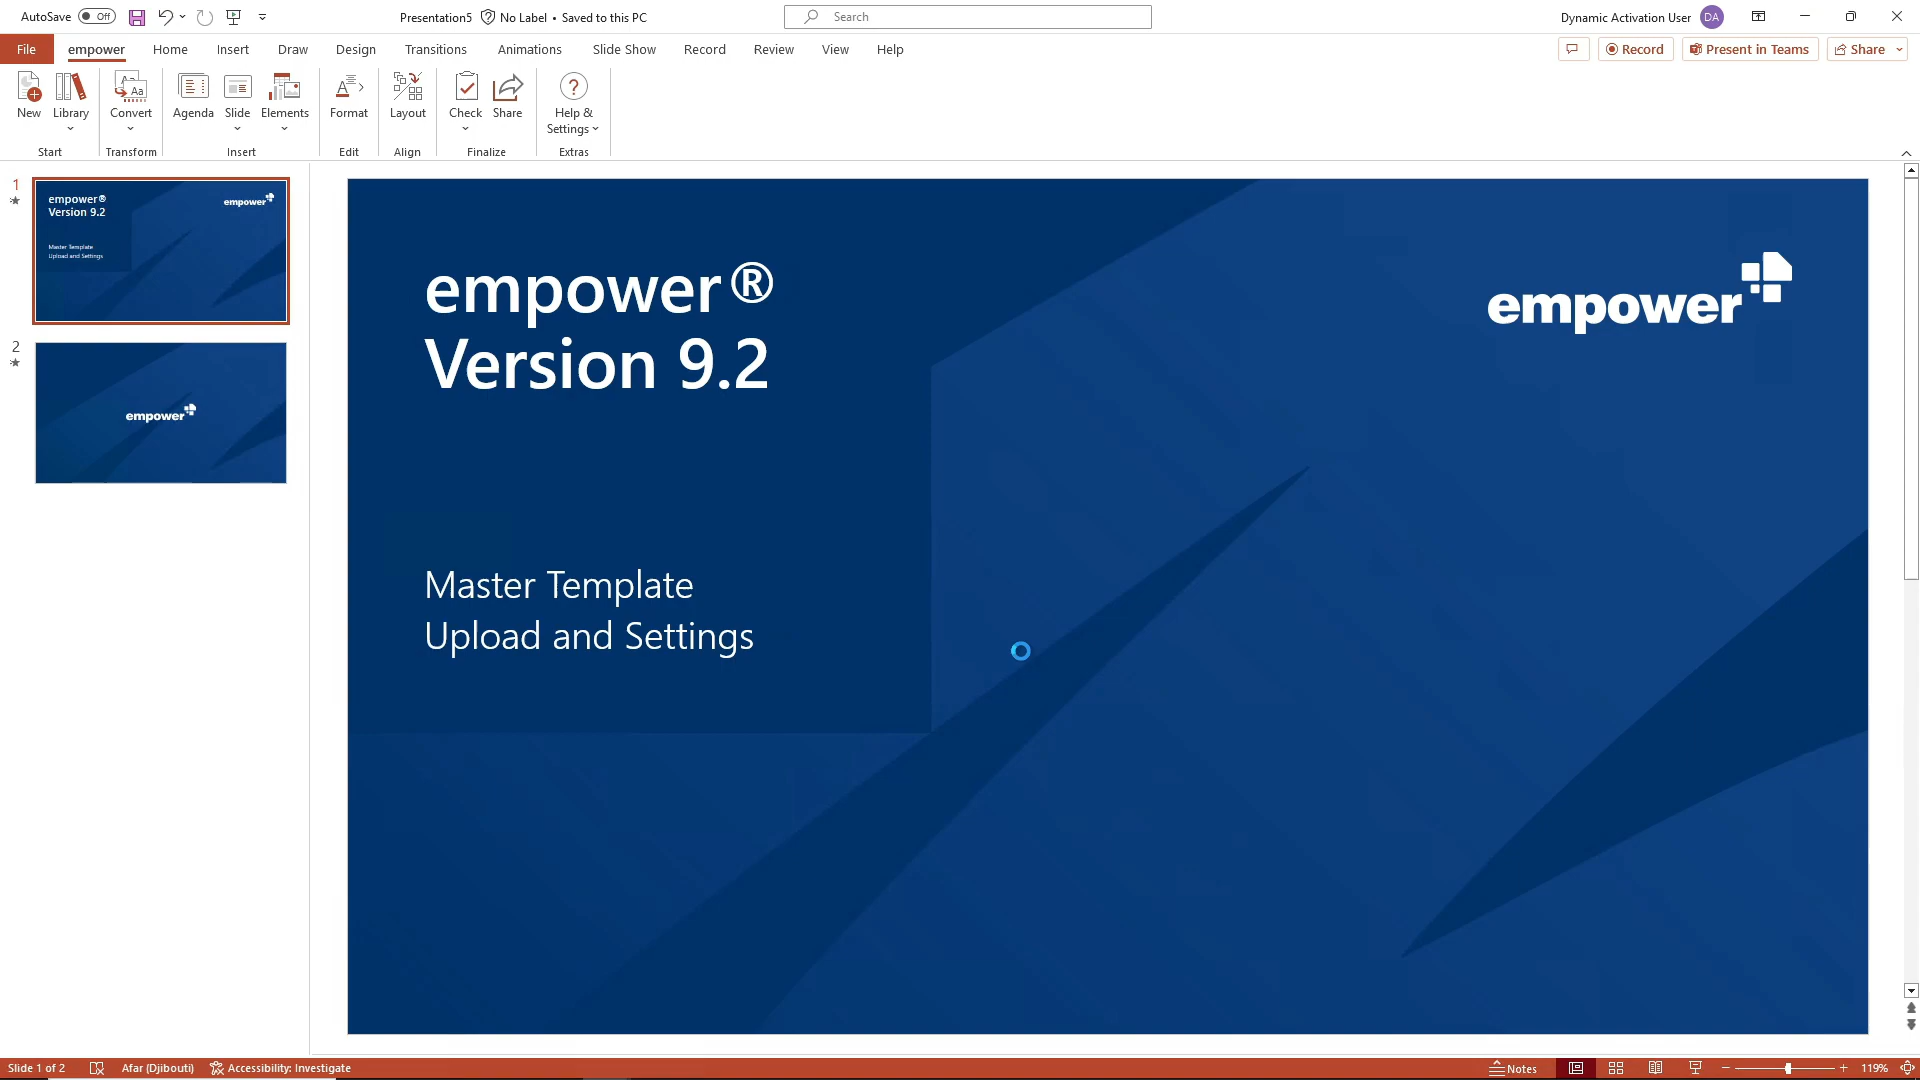 AutoSave Off Presentation5 No Label • Saved to this PC Search Dynamic Activation User DA
File empower Home Insert Draw Design Transitions Animations Slide Show Record Review View Help Record Present in Teams Share
New Library Convert Agenda Slide Elements Format Layout Check Share Help &
Settings
Start Transform Insert Edit Align Finalize Extras
1
empower®
Version 9.2
empower
Master Template
Upload and Settings
2
empower
empower®
Version 9.2
empower
Master Template
Upload and Settings
Slide 1 of 2 Afar (Djibouti) Accessibility: Investigate Notes 119%